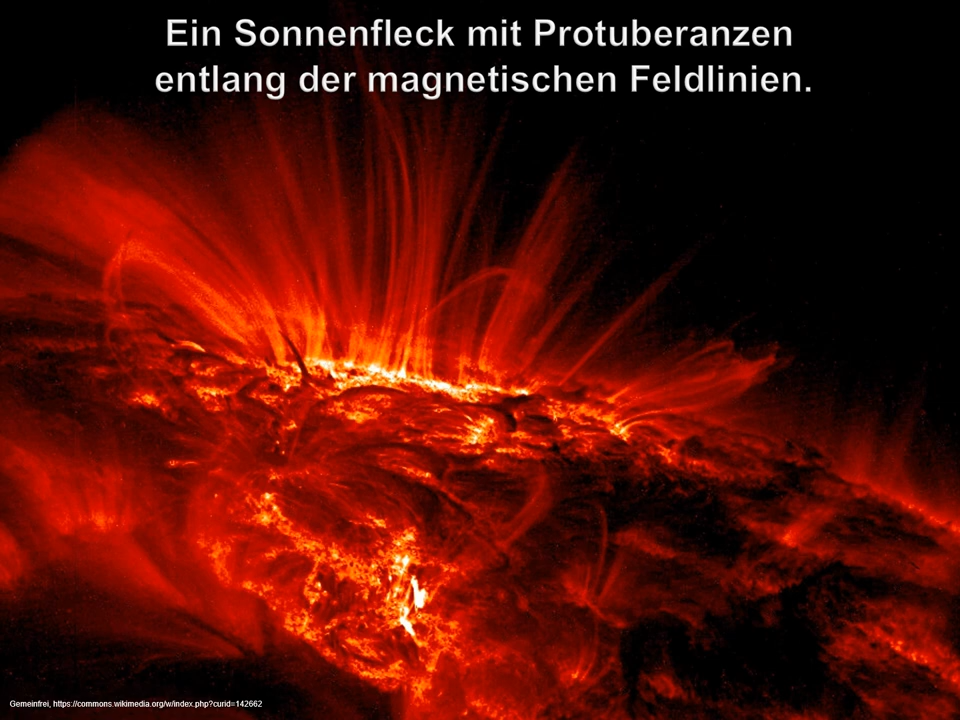 Ein Sonnenfleck mit Protuberanzen
entlang der magnetischen Feldlinien.
Gemeinfrei, https://commons.wikimedia.org/w/index.php?curid=142662